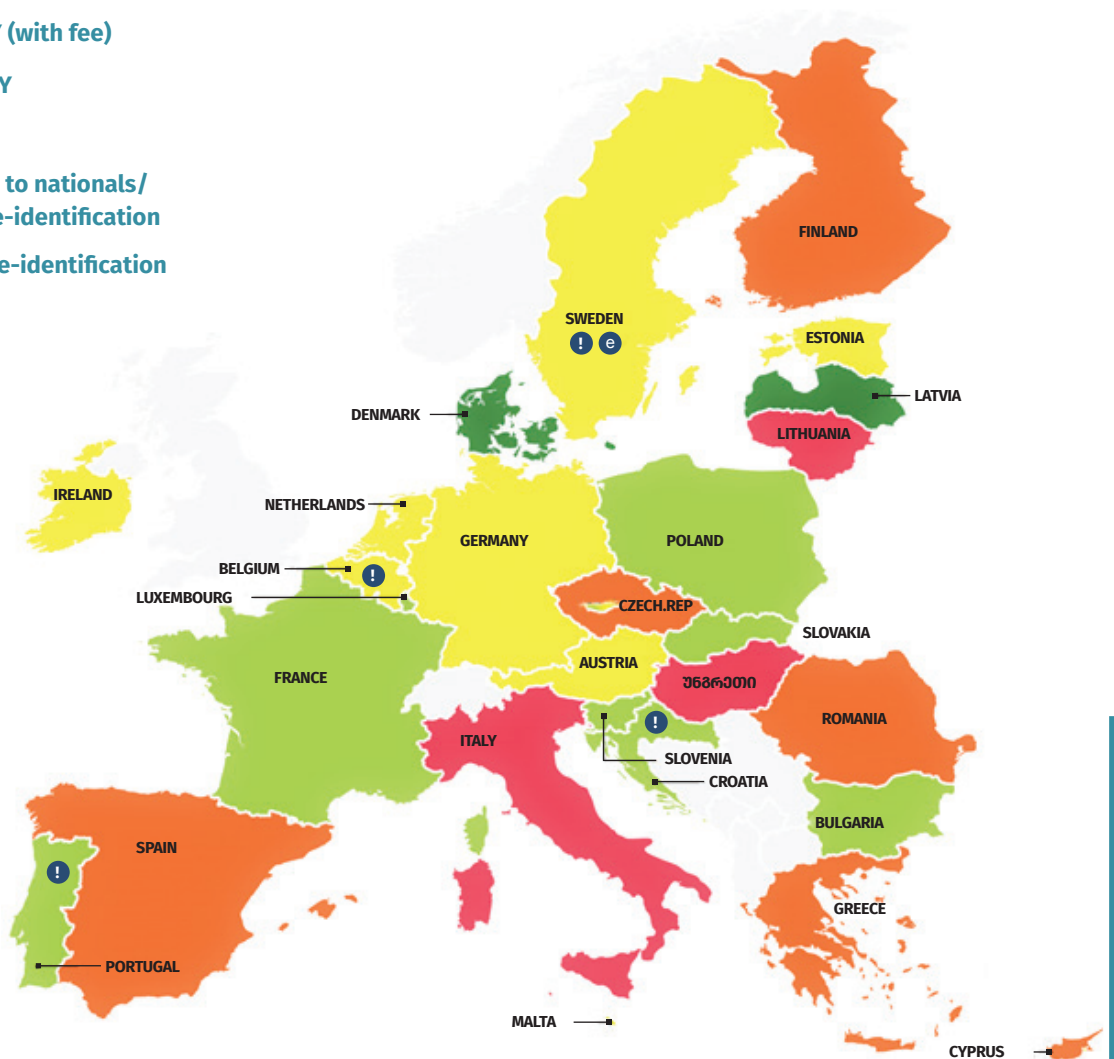 (with fee)
Y
to nationals/
e-identification
e-identification
FINLAND
SWEDEN
! e
ESTONIA
LATVIA
DENMARK
LITHUANIA
IRELAND
NETHERLANDS
GERMANY
POLAND
BELGIUM
!
LUXEMBOURG
CZECH.REP
SLOVAKIA
AUSTRIA
FRANCE
უნგრეთი
ROMANIA
!
ITALY
SLOVENIA
CROATIA
BULGARIA
SPAIN
!
GREECE
PORTUGAL
MALTA
CYPRUS